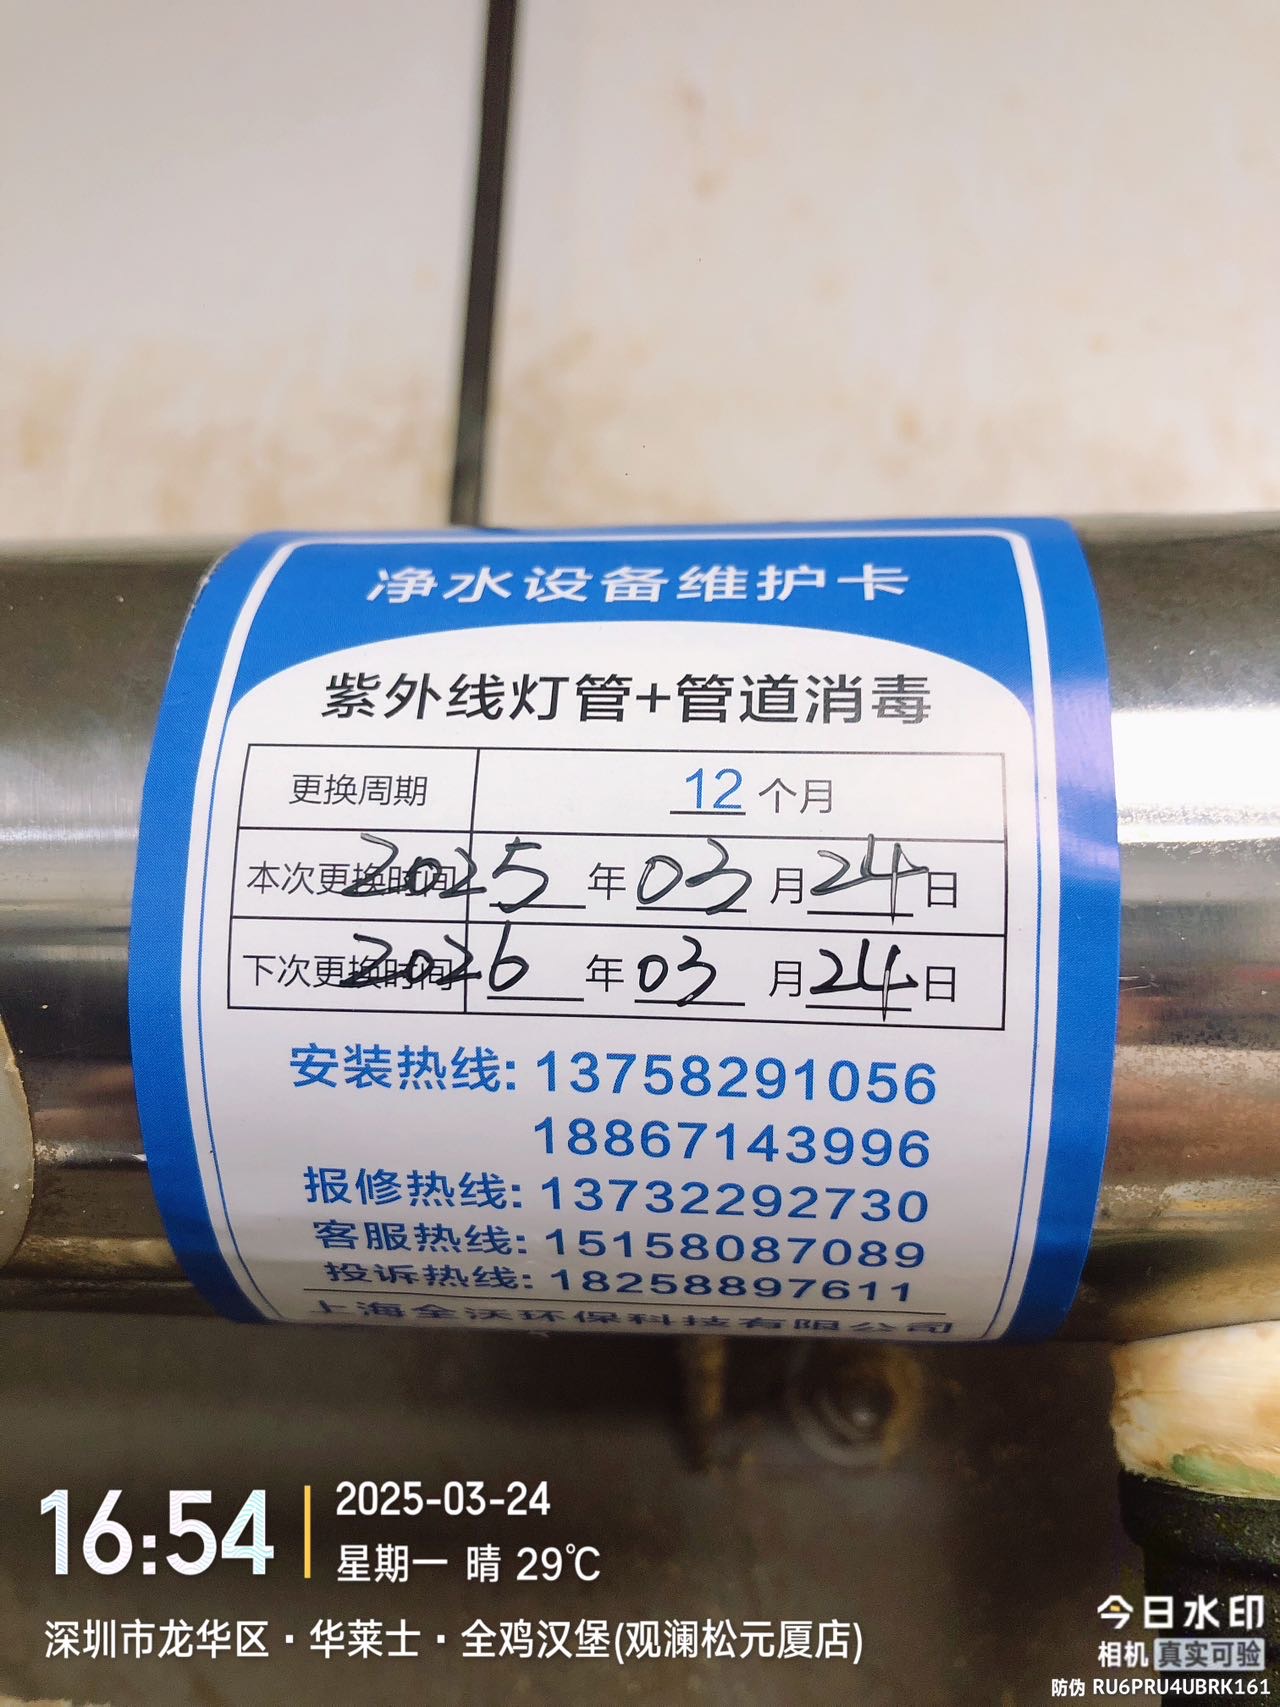 净水设备维护卡
紫外线灯管+管道消毒
更换周期 12 个月
本次更换时间 2025 年 03 月 24 日
下次更换时间 2026 年 03 月 24 日
安装热线: 13758291056
18867143996
报修热线: 13732292730
客服热线: 15158087089
投诉热线: 18258897611
上海全沃环保科技有限公司
16:54
2025-03-24
星期一 晴 29℃
深圳市龙华区·华莱士·全鸡汉堡(观澜松元厦店)
今日水印
相机 真实可验
防伪 RU6PRU4UBRK161